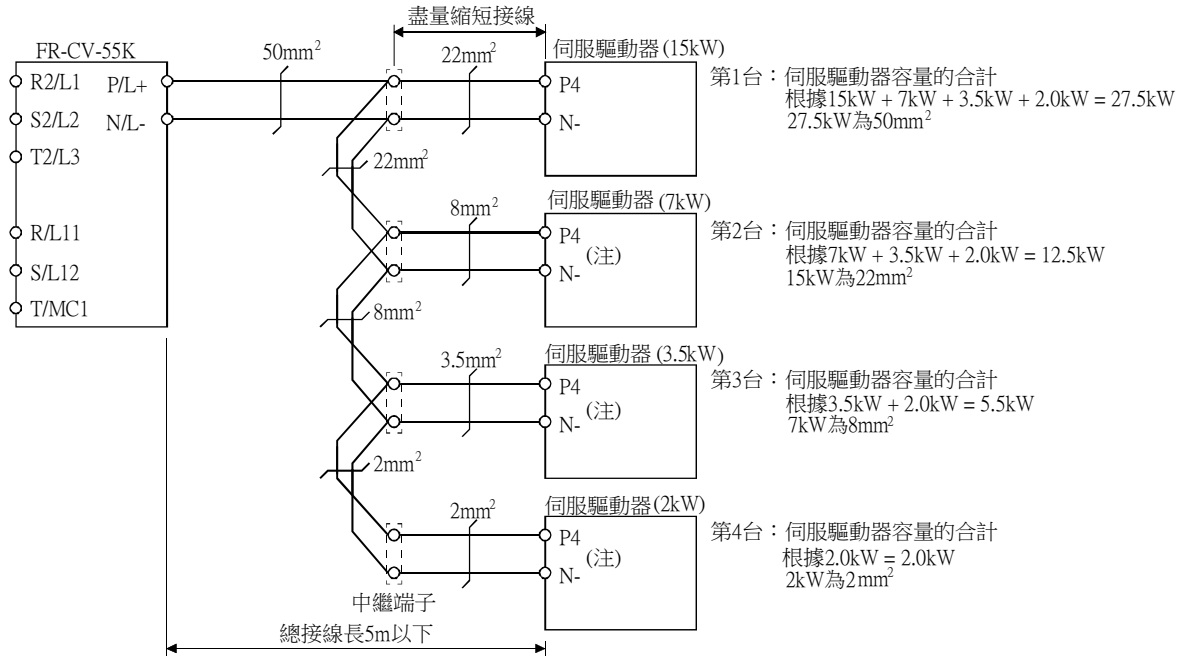 盡量縮短接線
FR-CV-55K
R2/L1
P/L+
S2/L2
N/L-
T2/L3
R/L11
S/L12
T/MC1
50mm²
22mm²
伺服驅動器 (15kW)
P4
N-
第1台：伺服驅動器容量的合計
根據15kW + 7kW + 3.5kW + 2.0kW = 27.5kW
27.5kW為50mm²
22mm²
8mm²
伺服驅動器 (7kW)
P4
(注)
N-
第2台：伺服驅動器容量的合計
根據7kW + 3.5kW + 2.0kW = 12.5kW
15kW為22mm²
8mm²
3.5mm²
伺服驅動器 (3.5kW)
P4
(注)
N-
第3台：伺服驅動器容量的合計
根據3.5kW + 2.0kW = 5.5kW
7kW為8mm²
2mm²
2mm²
伺服驅動器 (2kW)
P4
(注)
N-
第4台：伺服驅動器容量的合計
根據2.0kW = 2.0kW
2kW為2mm²
中繼端子
總接線長5m以下